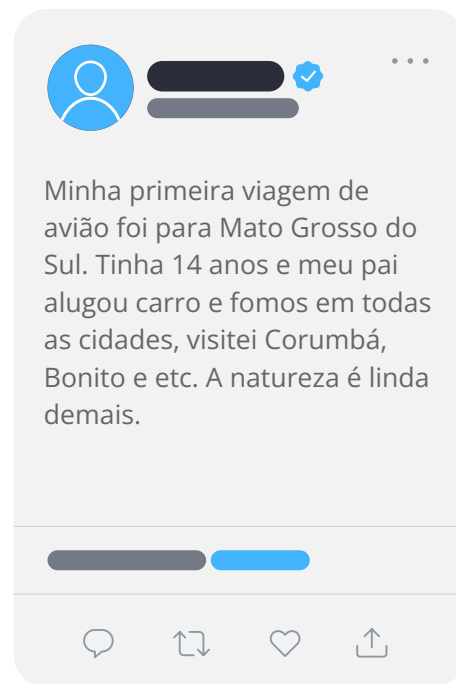 Minha primeira viagem de
avião foi para Mato Grosso do
Sul. Tinha 14 anos e meu pai
alugou carro e fomos em todas
as cidades, visitei Corumbá,
Bonito e etc. A natureza é linda
demais.